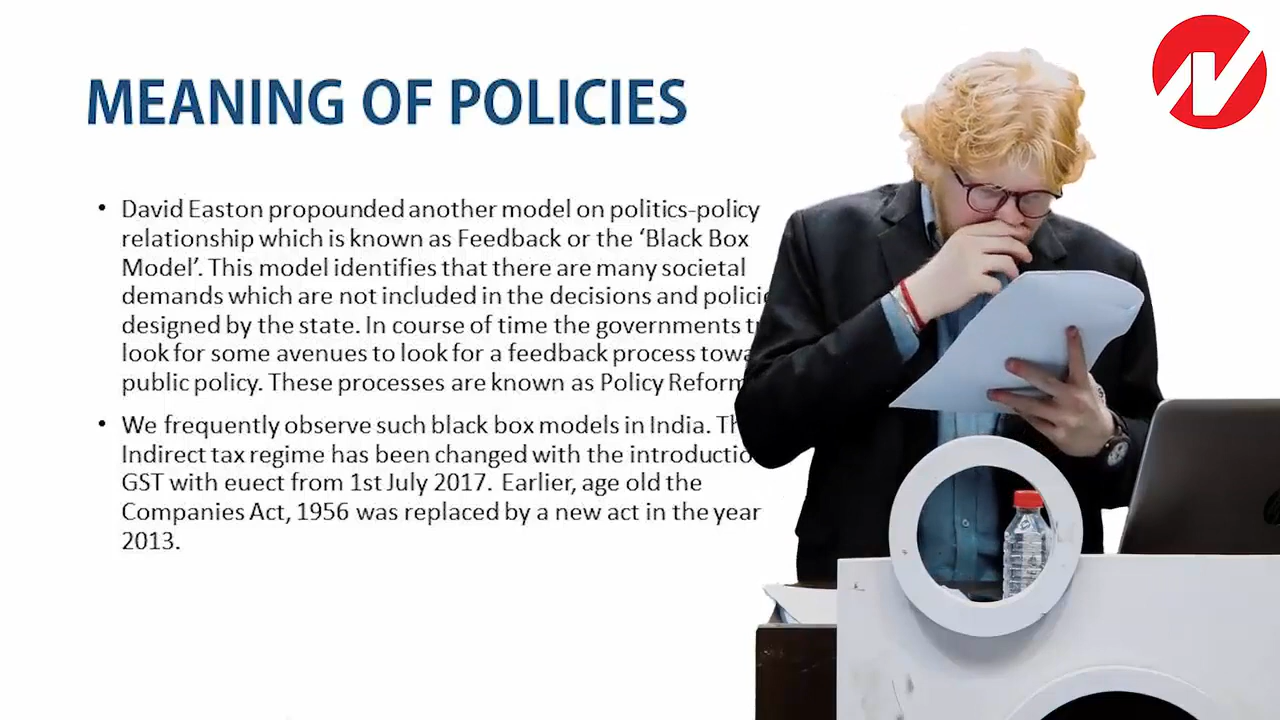 MEANING OF POLICIES
• David Easton propounded another model on politics-policy
relationship which is known as Feedback or the ‘Black Box
Model’. This model identifies that there are many societal
demands which are not included in the decisions and policie
designed by the state. In course of time the governments t
look for some avenues to look for a feedback process towa
public policy. These processes are known as Policy Reform
• We frequently observe such black box models in India. Th
Indirect tax regime has been changed with the introductio
GST with euect from 1st July 2017. Earlier, age old the
Companies Act, 1956 was replaced by a new act in the year
2013.